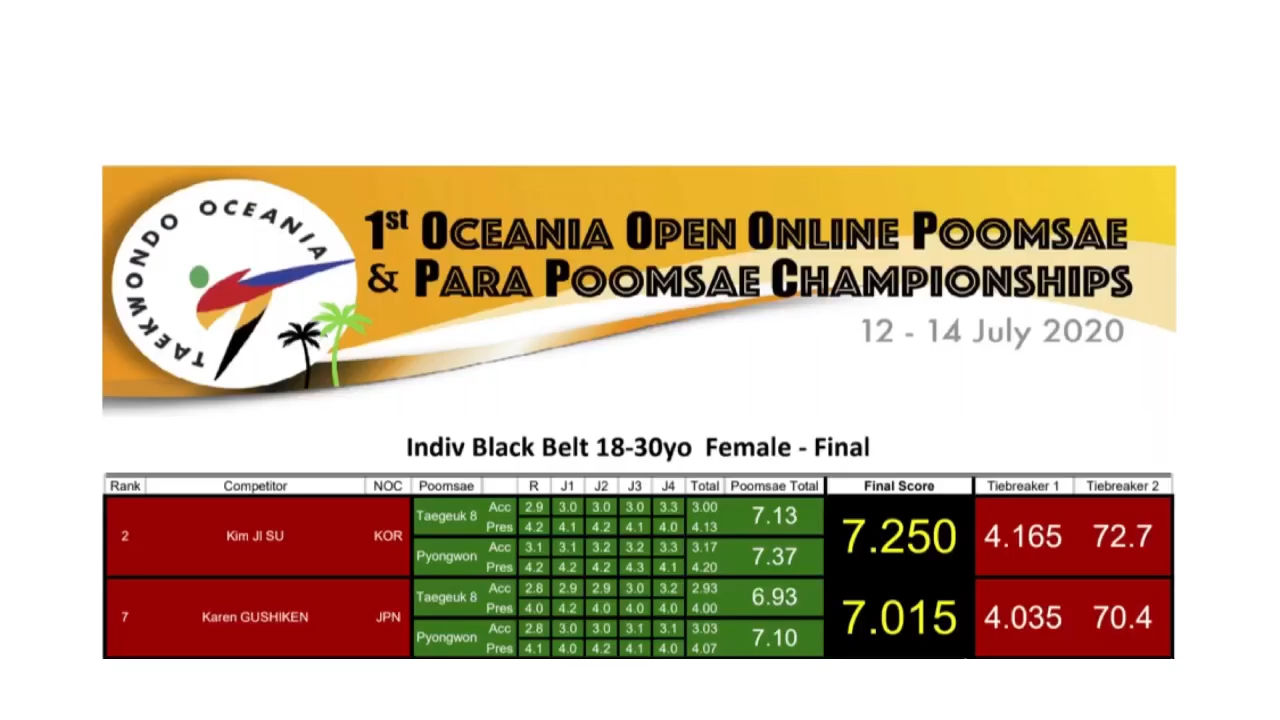 TAEKWONDO OCEANIA
1st OCEANIA OPEN ONLINE POOMSAE
& PARA POOMSAE CHAMPIONSHIPS
12 - 14 July 2020
Indiv Black Belt 18-30yo Female - Final
Rank Competitor NOC Poomsae R J1 J2 J3 J4 Total Poomsae Total Final Score Tiebreaker 1 Tiebreaker 2
2 Kim JI SU KOR Taegeuk 8 Acc 2.9 3.0 3.0 3.0 3.3 3.00 7.13 7.250 4.165 72.7
Pres 4.2 4.1 4.2 4.1 4.0 4.13
Pyongwon Acc 3.1 3.1 3.2 3.2 3.3 3.17 7.37
Pres 4.2 4.2 4.2 4.3 4.1 4.20
7 Karen GUSHIKEN JPN Taegeuk 8 Acc 2.8 2.9 2.9 3.0 3.2 2.93 6.93 7.015 4.035 70.4
Pres 4.0 4.2 4.0 4.0 4.0 4.00
Pyongwon Acc 2.8 3.0 3.0 3.1 3.1 3.03 7.10
Pres 4.1 4.0 4.2 4.1 4.0 4.07